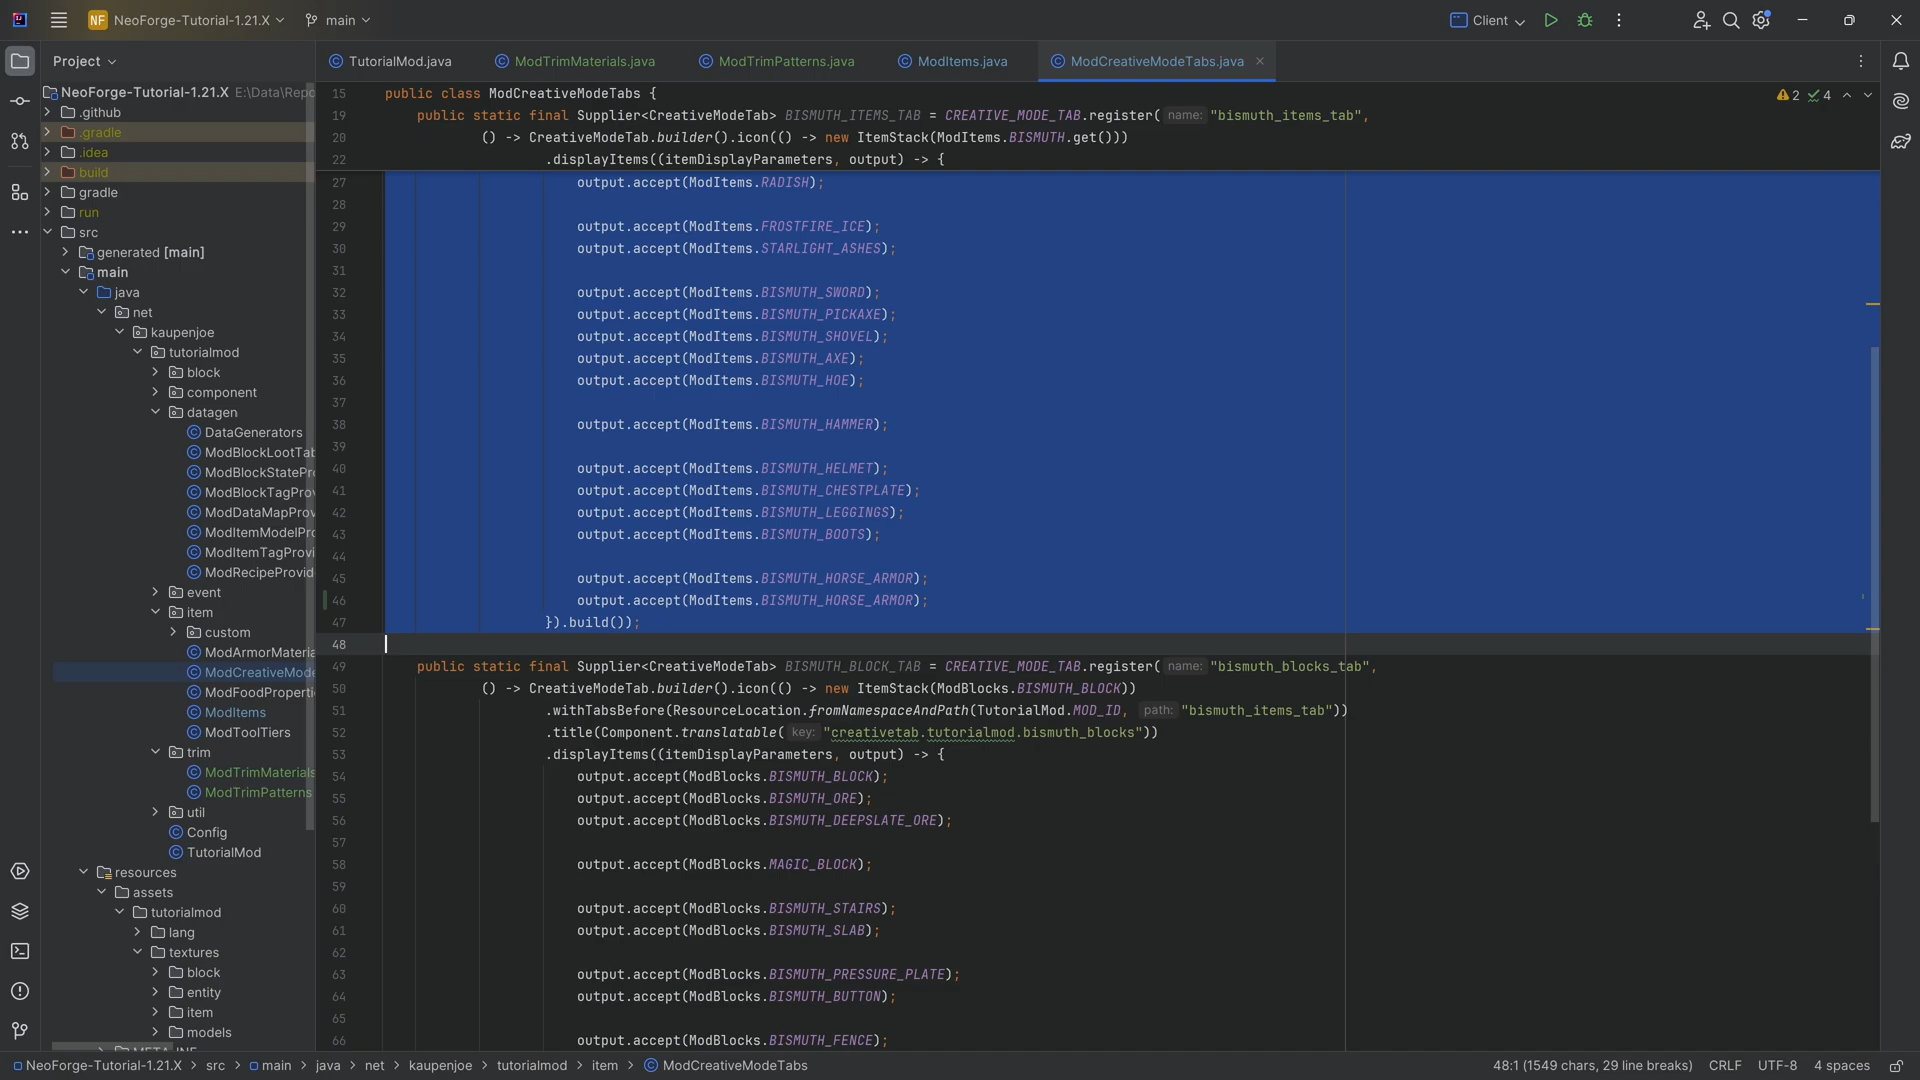 NF NeoForge-Tutorial-1.21.X main Client
Project
TutorialMod.java ModTrimMaterials.java ModTrimPatterns.java ModItems.java ModCreativeModeTabs.java
NeoForge-Tutorial-1.21.X E:\Data\Repo
.github
.gradle
.idea
build
gradle
run
src
generated [main]
main
java
net
kaupenjoe
tutorialmod
block
component
datagen
DataGenerators
ModBlockLootTab
ModBlockStatePro
ModBlockTagProv
ModDataMapProv
ModItemModelPro
ModItemTagProvi
ModRecipeProvid
event
item
custom
ModArmorMateria
ModCreativeMode
ModFoodProperti
ModItems
ModToolTiers
trim
ModTrimMaterials
ModTrimPatterns
util
Config
TutorialMod
resources
assets
tutorialmod
lang
textures
block
entity
item
models
2 4
15 public class ModCreativeModeTabs {
19 public static final Supplier<CreativeModeTab> BISMUTH_ITEMS_TAB = CREATIVE_MODE_TAB.register( name: "bismuth_items_tab",
20 () -> CreativeModeTab.builder().icon(() -> new ItemStack(ModItems.BISMUTH.get()))
22 .displayItems((itemDisplayParameters, output) -> {
27 output.accept(ModItems.RADISH);
28
29 output.accept(ModItems.FROSTFIRE_ICE);
30 output.accept(ModItems.STARLIGHT_ASHES);
31
32 output.accept(ModItems.BISMUTH_SWORD);
33 output.accept(ModItems.BISMUTH_PICKAXE);
34 output.accept(ModItems.BISMUTH_SHOVEL);
35 output.accept(ModItems.BISMUTH_AXE);
36 output.accept(ModItems.BISMUTH_HOE);
37
38 output.accept(ModItems.BISMUTH_HAMMER);
39
40 output.accept(ModItems.BISMUTH_HELMET);
41 output.accept(ModItems.BISMUTH_CHESTPLATE);
42 output.accept(ModItems.BISMUTH_LEGGINGS);
43 output.accept(ModItems.BISMUTH_BOOTS);
44
45 output.accept(ModItems.BISMUTH_HORSE_ARMOR);
46 output.accept(ModItems.BISMUTH_HORSE_ARMOR);
47 }).build());
48
49 public static final Supplier<CreativeModeTab> BISMUTH_BLOCK_TAB = CREATIVE_MODE_TAB.register( name: "bismuth_blocks_tab",
50 () -> CreativeModeTab.builder().icon(() -> new ItemStack(ModBlocks.BISMUTH_BLOCK))
51 .withTabsBefore(ResourceLocation.fromNamespaceAndPath(TutorialMod.MOD_ID, path: "bismuth_items_tab"))
52 .title(Component.translatable( key: "creativetab.tutorialmod.bismuth_blocks"))
53 .displayItems((itemDisplayParameters, output) -> {
54 output.accept(ModBlocks.BISMUTH_BLOCK);
55 output.accept(ModBlocks.BISMUTH_ORE);
56 output.accept(ModBlocks.BISMUTH_DEEPSLATE_ORE);
57
58 output.accept(ModBlocks.MAGIC_BLOCK);
59
60 output.accept(ModBlocks.BISMUTH_STAIRS);
61 output.accept(ModBlocks.BISMUTH_SLAB);
62
63 output.accept(ModBlocks.BISMUTH_PRESSURE_PLATE);
64 output.accept(ModBlocks.BISMUTH_BUTTON);
65
66 output.accept(ModBlocks.BISMUTH_FENCE);
NeoForge-Tutorial-1.21.X > src > main > java > net > kaupenjoe > tutorialmod > item > ModCreativeModeTabs 48:1 (1549 chars, 29 line breaks) CRLF UTF-8 4 spaces